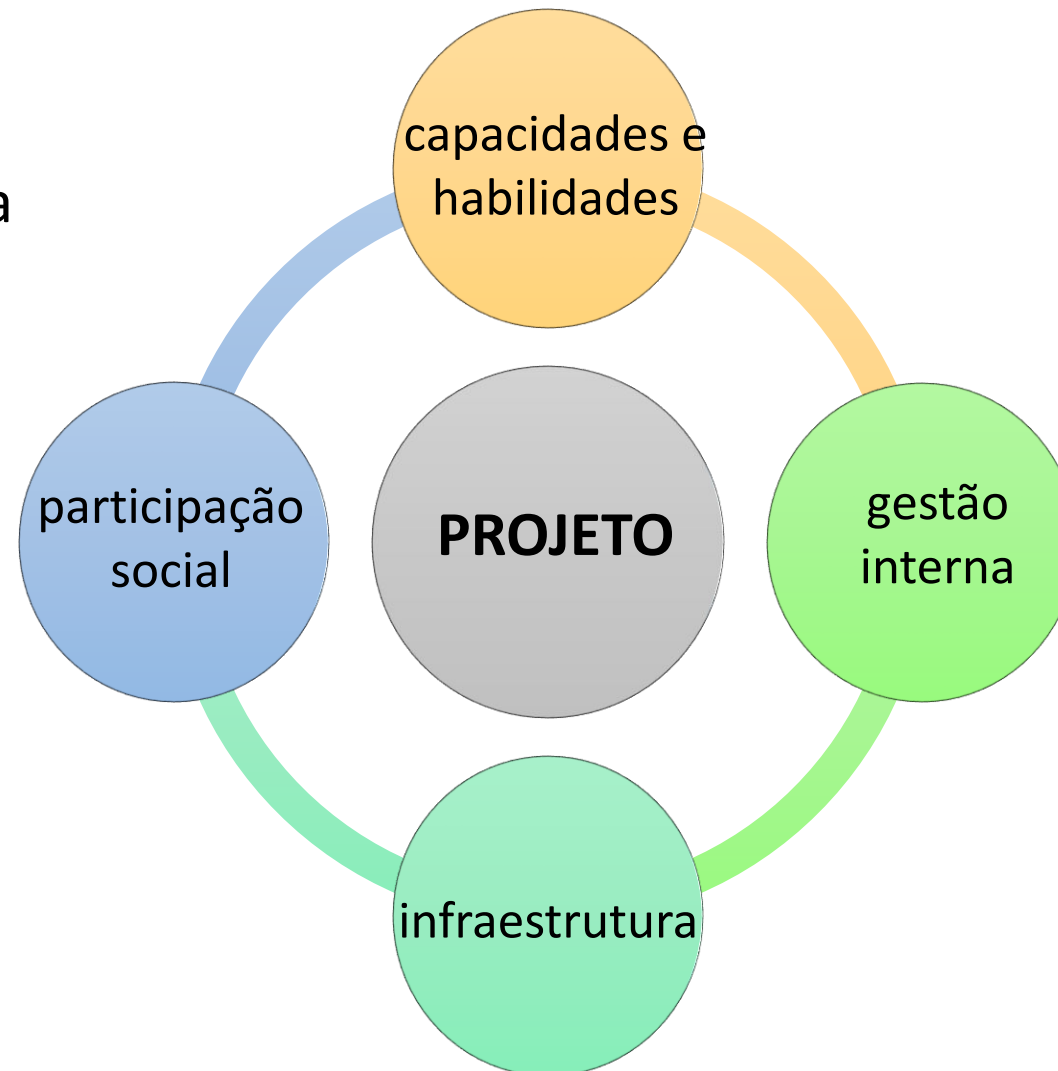 capacidades e
habilidades
a
participação
social
PROJETO
gestão
interna
infraestrutura